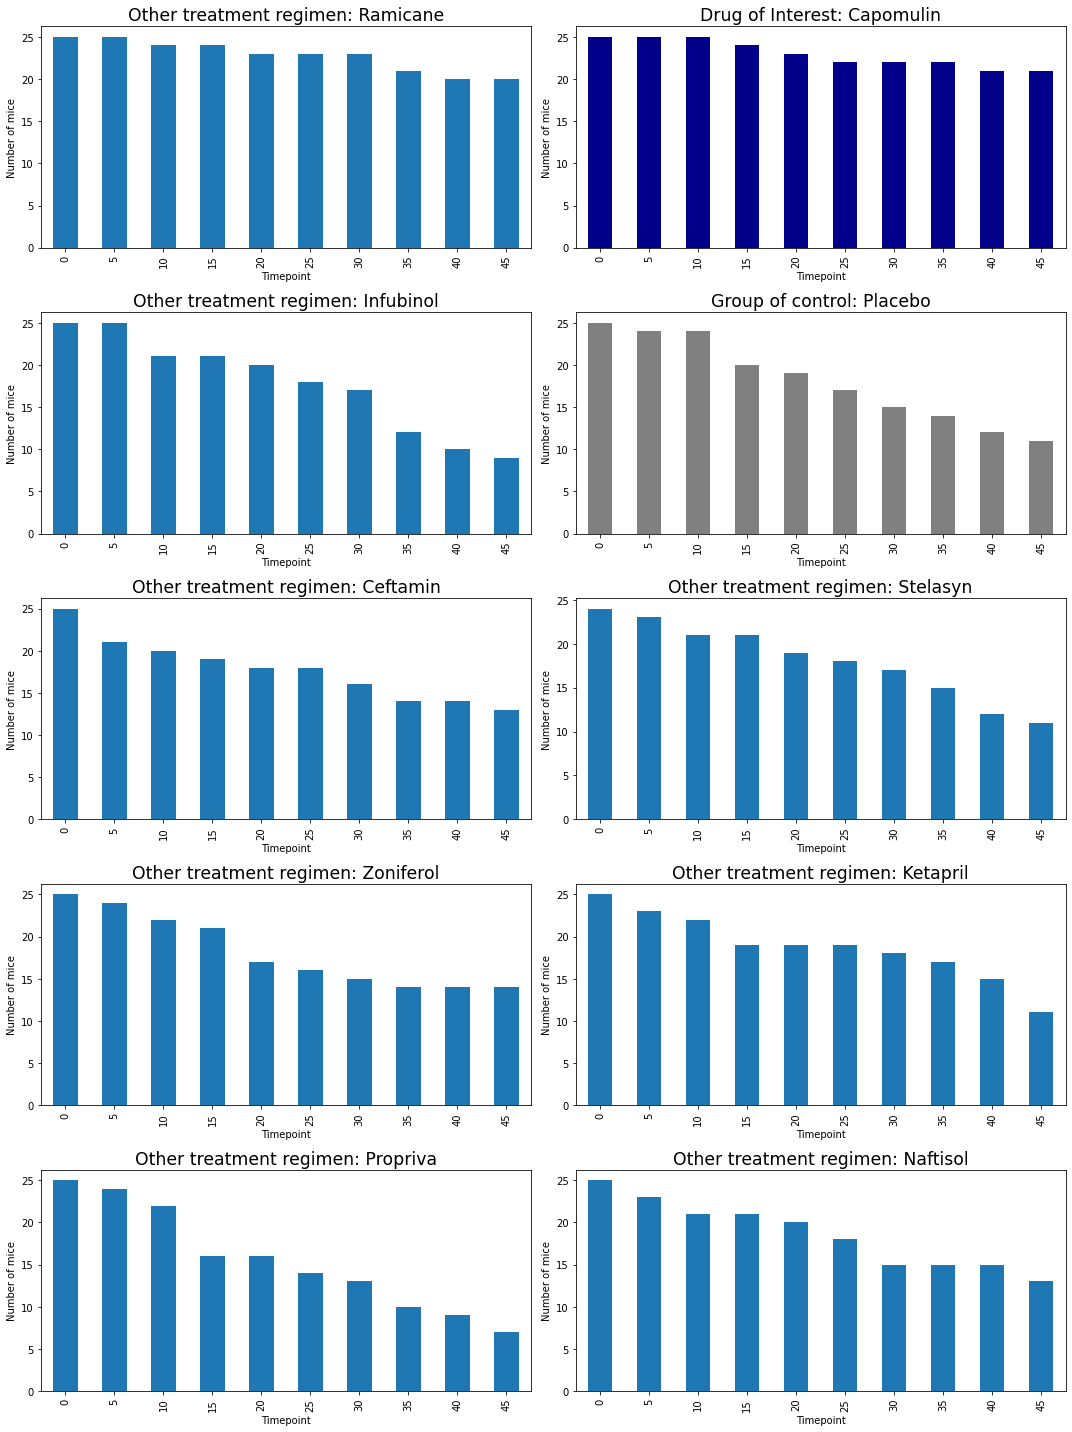 Other treatment regimen: Ramicane
Number of mice
25
20
15
10
5
0
0 5 10 15 20 25 30 35 40 45
Timepoint
Drug of Interest: Capomulin
Number of mice
25
20
15
10
5
0
0 5 10 15 20 25 30 35 40 45
Timepoint
Other treatment regimen: Infubinol
Number of mice
25
20
15
10
5
0
0 5 10 15 20 25 30 35 40 45
Timepoint
Group of control: Placebo
Number of mice
25
20
15
10
5
0
0 5 10 15 20 25 30 35 40 45
Timepoint
Other treatment regimen: Ceftamin
Number of mice
25
20
15
10
5
0
0 5 10 15 20 25 30 35 40 45
Timepoint
Other treatment regimen: Stelasyn
Number of mice
25
20
15
10
5
0
0 5 10 15 20 25 30 35 40 45
Timepoint
Other treatment regimen: Zoniferol
Number of mice
25
20
15
10
5
0
0 5 10 15 20 25 30 35 40 45
Timepoint
Other treatment regimen: Ketapril
Number of mice
25
20
15
10
5
0
0 5 10 15 20 25 30 35 40 45
Timepoint
Other treatment regimen: Propriva
Number of mice
25
20
15
10
5
0
0 5 10 15 20 25 30 35 40 45
Timepoint
Other treatment regimen: Naftisol
Number of mice
25
20
15
10
5
0
0 5 10 15 20 25 30 35 40 45
Timepoint